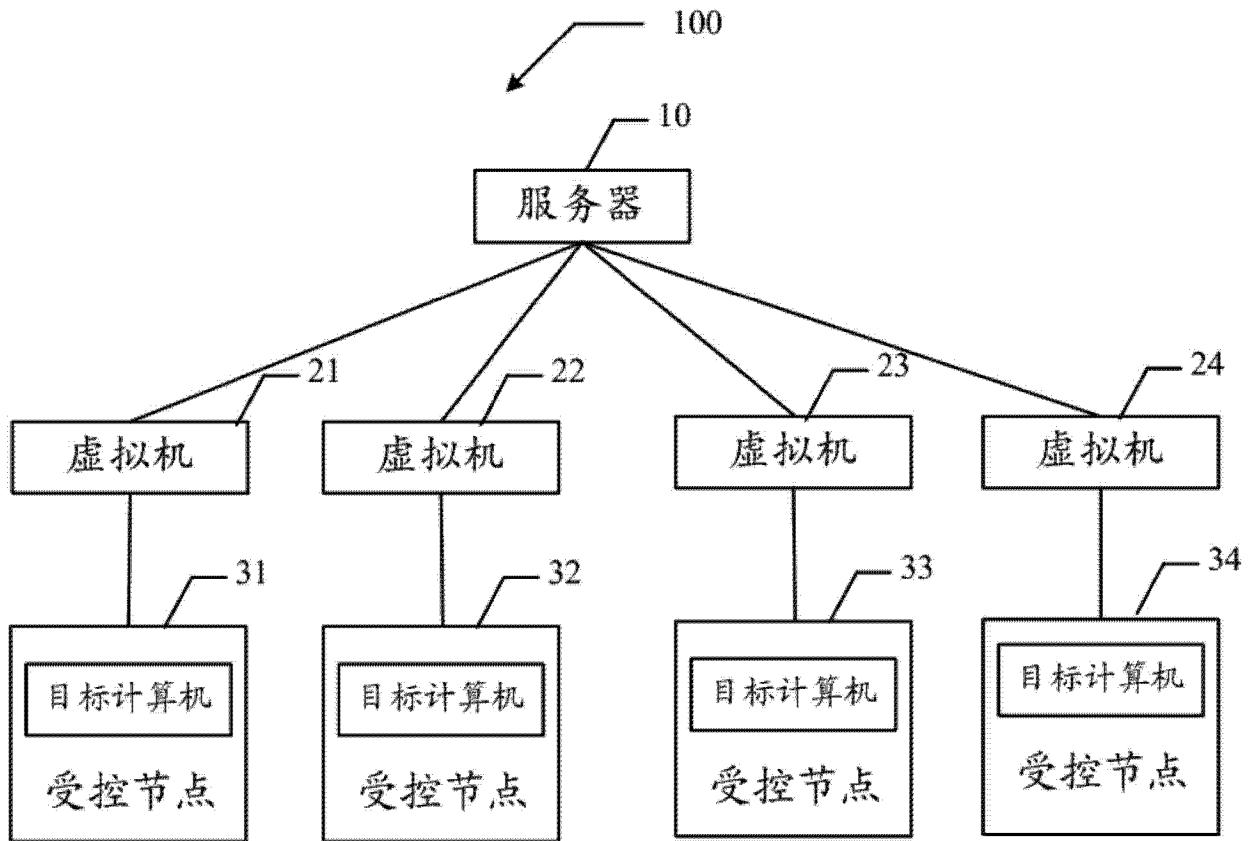 100
10
服务器
21
22
23
24
虚拟机
虚拟机
虚拟机
虚拟机
31
32
33
34
目标计算机
目标计算机
目标计算机
目标计算机
受控节点
受控节点
受控节点
受控节点